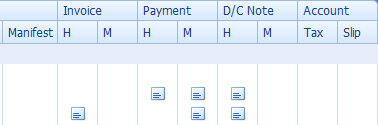 Invoice Payment D/C Note Account
Manifest H M H M H M Tax Slip